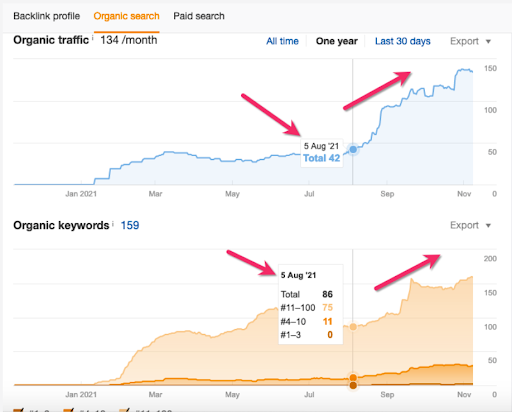 Backlink profile Organic search Paid search
Organic traffic i 134 /month All time One year Last 30 days Export
150
100
5 Aug '21
Total 42
50
Jan 2021 Mar May Jul Sep Nov 0
Organic keywords i 159 Export
200
5 Aug '21
150
Total 86
#11–100 75
100
#4–10 11
#1–3 0
50
Jan 2021 Mar May Jul Sep Nov 0